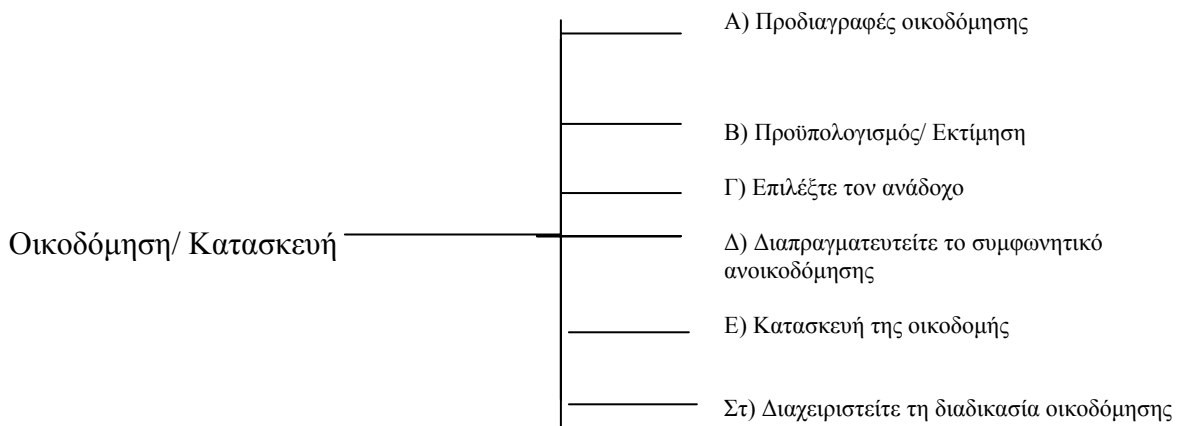 Α) Προδιαγραφές οικοδόμησης
Β) Προϋπολογισμός/ Εκτίμηση
Γ) Επιλέξτε τον ανάδοχο
Οικοδόμηση/ Κατασκευή
Δ) Διαπραγματευτείτε το συμφωνητικό
ανοικοδόμησης
Ε) Κατασκευή της οικοδομής
Στ) Διαχειριστείτε τη διαδικασία οικοδόμησης